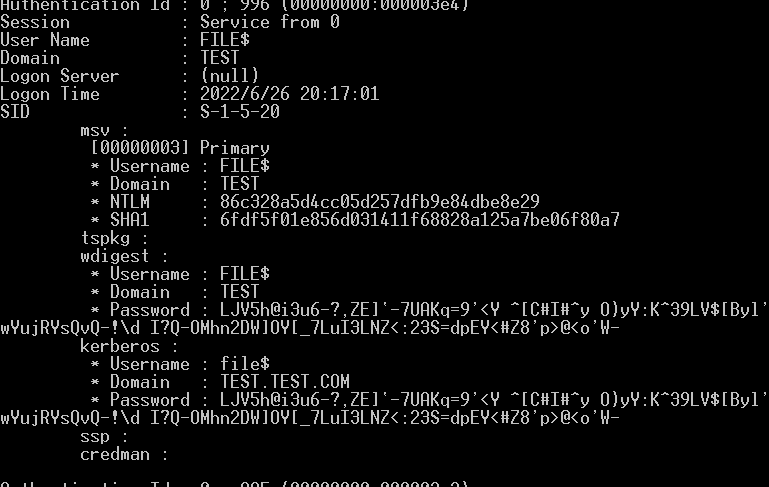 Authentication Id : 0 ; 996 (00000000:000003e4)
Session           : Service from 0
User Name         : FILE$
Domain            : TEST
Logon Server      : (null)
Logon Time        : 2022/6/26 20:17:01
SID               : S-1-5-20
        msv :
         [00000003] Primary
         * Username : FILE$
         * Domain   : TEST
         * NTLM     : 86c328a5d4cc05d257dfb9e84dbe8e29
         * SHA1     : 6fdf5f01e856d031411f68828a125a7be06f80a7
        tspkg :
        wdigest :
         * Username : FILE$
         * Domain   : TEST
         * Password : LJV5h@i3u6-?,ZE]`-7UAKq=9'<Y ^[C#I#^y O)yY:K^39LV$[Byl'
wYujRYsQvQ-!\d I?Q-OMhn2DW]OY[_7LuI3LNZ<:23S=dpEY<#Z8'p>@<o'W-
        kerberos :
         * Username : file$
         * Domain   : TEST.TEST.COM
         * Password : LJV5h@i3u6-?,ZE]`-7UAKq=9'<Y ^[C#I#^y O)yY:K^39LV$[Byl'
wYujRYsQvQ-!\d I?Q-OMhn2DW]OY[_7LuI3LNZ<:23S=dpEY<#Z8'p>@<o'W-
        ssp :
        credman :